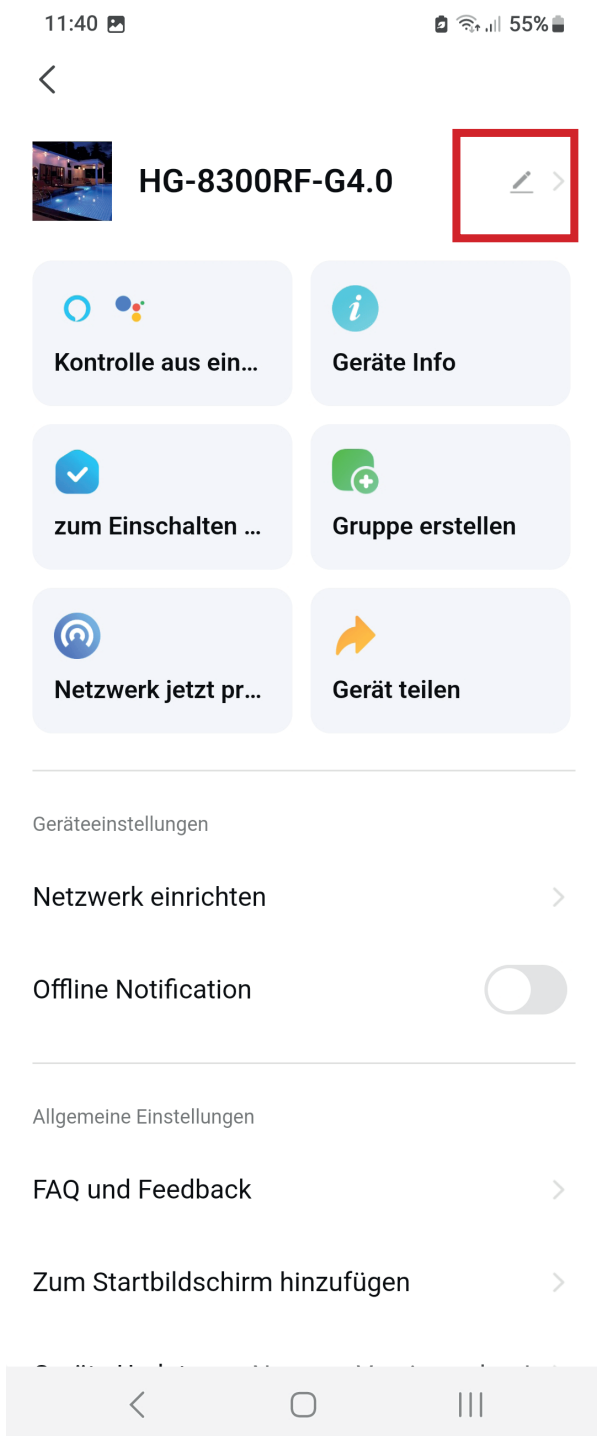 11:40
55%
HG-8300RF-G4.0
Kontrolle aus ein...
Geräte Info
zum Einschalten ...
Gruppe erstellen
Netzwerk jetzt pr...
Gerät teilen
Geräteeinstellungen
Netzwerk einrichten
Offline Notification
Allgemeine Einstellungen
FAQ und Feedback
Zum Startbildschirm hinzufügen